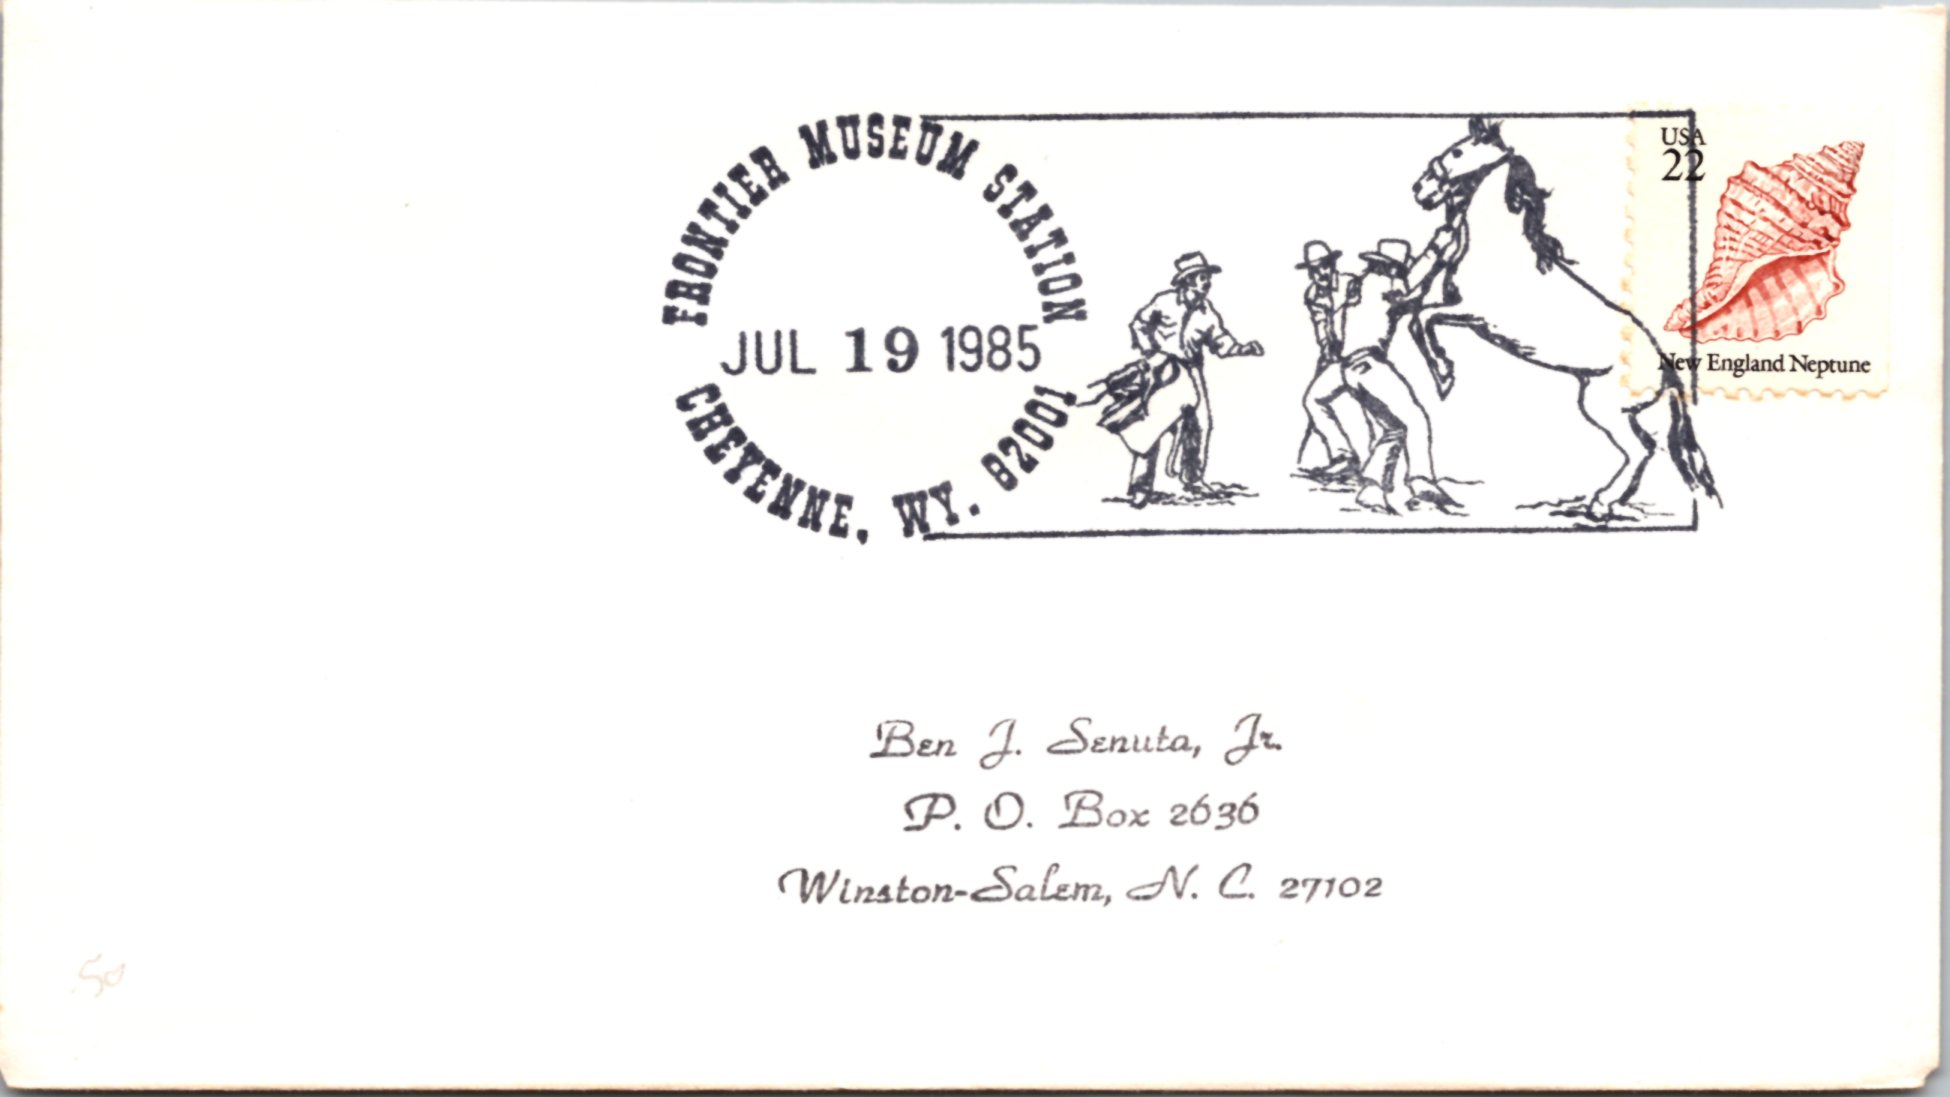 FRONTIER MUSEUM STATION
JUL 19 1985
CHEYENNE, WY. 82001
USA
22
New England Neptune
Ben J. Senuta, Jr.
P. O. Box 2636
Winston-Salem, N. C. 27102
50